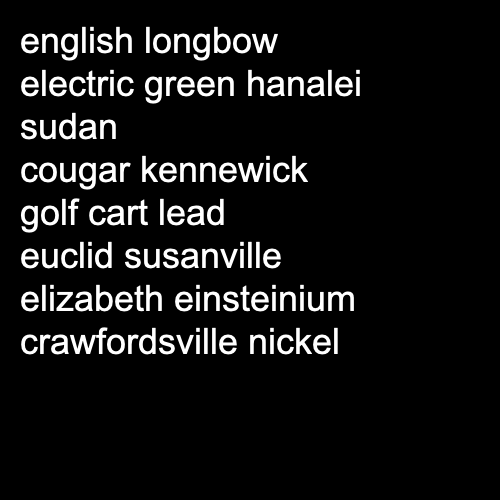 english longbow
electric green hanalei
sudan
cougar kennewick
golf cart lead
euclid susanville
elizabeth einsteinium
crawfordsville nickel